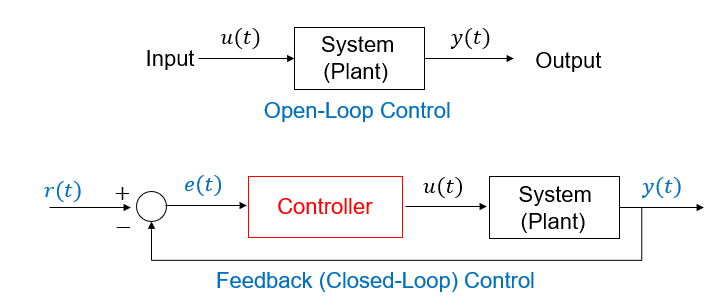 u(t)
y(t)
Input
System
(Plant)
Output
Open-Loop Control
r(t)
+
−
e(t)
Controller
u(t)
System
(Plant)
y(t)
Feedback (Closed-Loop) Control